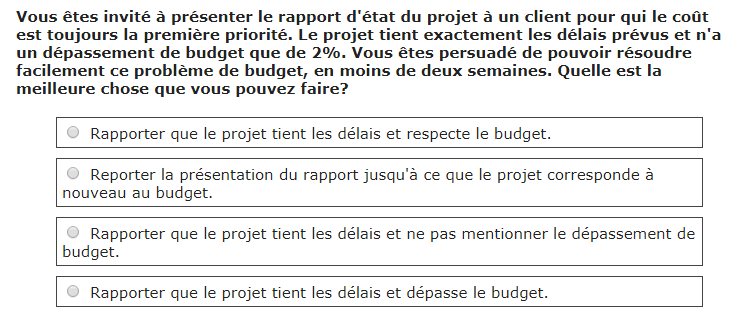 Vous êtes invité à présenter le rapport d'état du projet à un client pour qui le coût
est toujours la première priorité. Le projet tient exactement les délais prévus et n'a
un dépassement de budget que de 2%. Vous êtes persuadé de pouvoir résoudre
facilement ce problème de budget, en moins de deux semaines. Quelle est la
meilleure chose que vous pouvez faire?
Rapporter que le projet tient les délais et respecte le budget.
Reporter la présentation du rapport jusqu'à ce que le projet corresponde à
nouveau au budget.
Rapporter que le projet tient les délais et ne pas mentionner le dépassement de
budget.
Rapporter que le projet tient les délais et dépasse le budget.